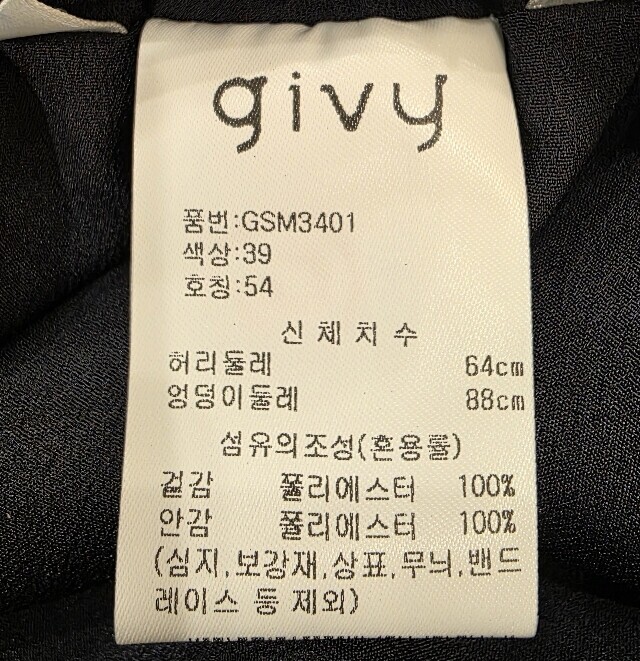 givy
품번:GSM3401
색상:39
호칭:54
신체치수
허리둘레 64cm
엉덩이둘레 88cm
섬유의조성(혼용률)
겉감 폴리에스터 100%
안감 폴리에스터 100%
(심지,보강재,상표,무늬,밴드
레이스 등 제외)